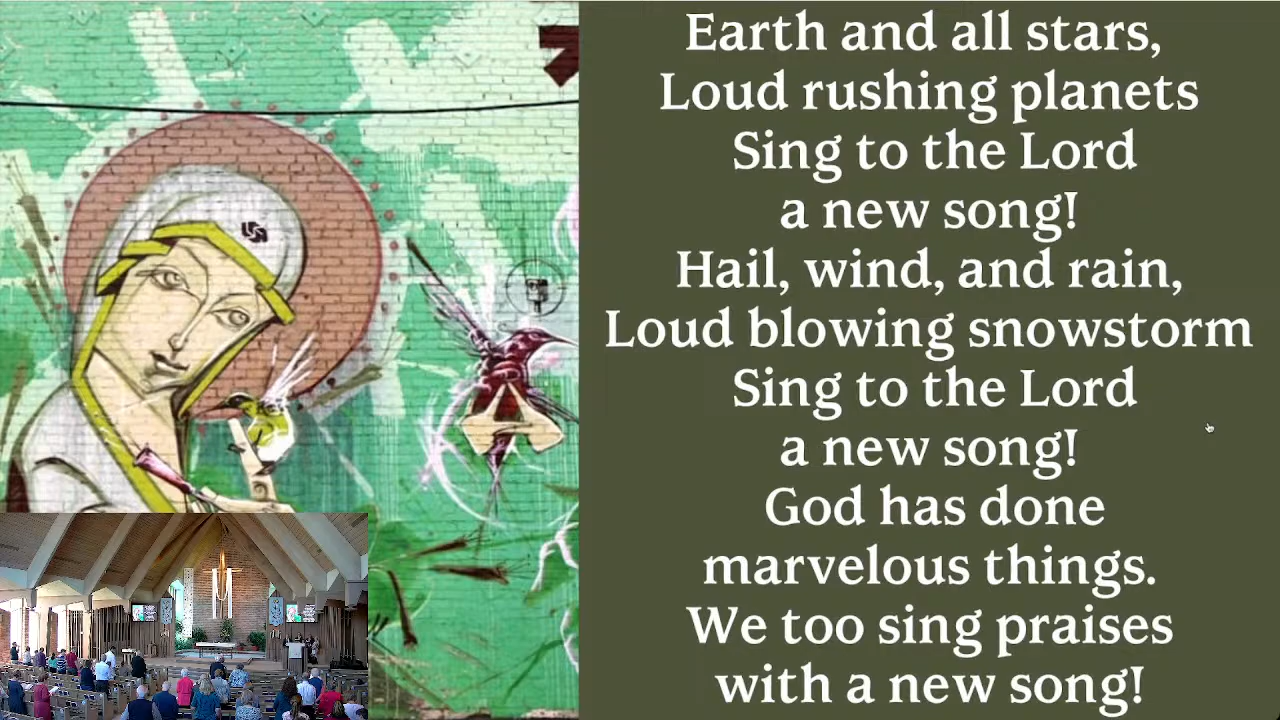 Earth and all stars,
Loud rushing planets
Sing to the Lord
a new song!
Hail, wind, and rain,
Loud blowing snowstorm
Sing to the Lord
a new song!
God has done
marvelous things.
We too sing praises
with a new song!